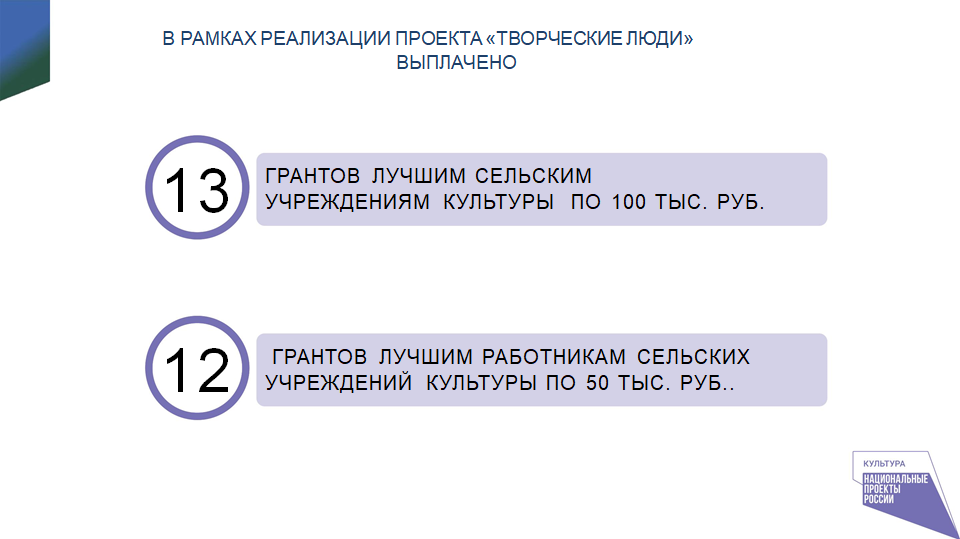 В РАМКАХ РЕАЛИЗАЦИИ ПРОЕКТА «ТВОРЧЕСКИЕ ЛЮДИ»
ВЫПЛАЧЕНО
13
ГРАНТОВ ЛУЧШИМ СЕЛЬСКИМ
УЧРЕЖДЕНИЯМ КУЛЬТУРЫ ПО 100 ТЫС. РУБ.
12
ГРАНТОВ ЛУЧШИМ РАБОТНИКАМ СЕЛЬСКИХ
УЧРЕЖДЕНИЙ КУЛЬТУРЫ ПО 50 ТЫС. РУБ..
КУЛЬТУРА
НАЦИОНАЛЬНЫЕ
ПРОЕКТЫ
РОССИИ